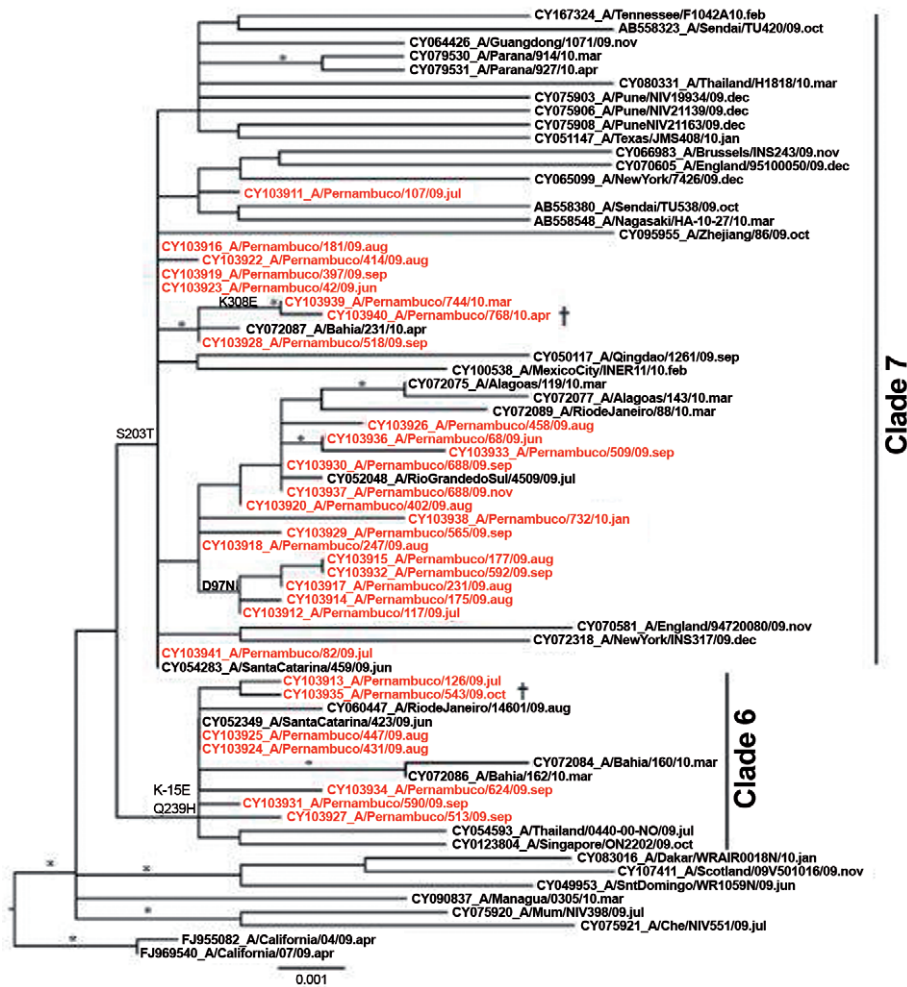 CY167324_A/Tennessee/F1042A10.feb
AB558323_A/Sendai/TU420/09.oct
CY064426_A/Guangdong/1071/09.nov
*
CY079530_A/Parana/914/10.mar
CY079531_A/Parana/927/10.apr
CY080331_A/Thailand/H1818/10.mar
CY075903_A/Pune/NIV19934/09.dec
CY075906_A/Pune/NIV21139/09.dec
CY075908_A/PuneNIV21163/09.dec
CY051147_A/Texas/JMS408/10.jan
CY066983_A/Brussels/INS243/09.nov
CY070605_A/England/95100050/09.dec
CY065099_A/NewYork/7426/09.dec
CY103911_A/Pernambuco/107/09.jul
AB558380_A/Sendai/TU538/09.oct
AB558548_A/Nagasaki/HA-10-27/10.mar
CY095955_A/Zhejiang/86/09.oct
CY103916_A/Pernambuco/181/09.aug
CY103922_A/Pernambuco/414/09.aug
CY103919_A/Pernambuco/397/09.sep
CY103923_A/Pernambuco/42/09.jun
K308E * CY103939_A/Pernambuco/744/10.mar
CY103940_A/Pernambuco/768/10.apr †
*
CY072087_A/Bahia/231/10.apr
CY103928_A/Pernambuco/518/09.sep
CY050117_A/Qingdao/1261/09.sep
CY100538_A/MexicoCity/INER11/10.feb
Clade 7
*
CY072075_A/Alagoas/119/10.mar
CY072077_A/Alagoas/143/10.mar
CY072089_A/RiodeJaneiro/88/10.mar
CY103926_A/Pernambuco/458/09.aug
S203T
* CY103936_A/Pernambuco/68/09.jun
CY103933_A/Pernambuco/509/09.sep
CY103930_A/Pernambuco/688/09.sep
CY052048_A/RioGrandedoSul/4509/09.jul
CY103937_A/Pernambuco/688/09.nov
CY103920_A/Pernambuco/402/09.aug
CY103938_A/Pernambuco/732/10.jan
CY103929_A/Pernambuco/565/09.sep
CY103918_A/Pernambuco/247/09.aug
CY103915_A/Pernambuco/177/09.aug
CY103932_A/Pernambuco/592/09.sep
D97N CY103917_A/Pernambuco/231/09.aug
CY103914_A/Pernambuco/175/09.aug
CY103912_A/Pernambuco/117/09.jul
CY070581_A/England/94720080/09.nov
CY072318_A/NewYork/INS317/09.dec
CY103941_A/Pernambuco/82/09.jul
CY054283_A/SantaCatarina/459/09.jun
CY103913_A/Pernambuco/126/09.jul
CY103935_A/Pernambuco/543/09.oct †
CY060447_A/RiodeJaneiro/14601/09.aug
CY052349_A/SantaCatarina/423/09.jun
CY103925_A/Pernambuco/447/09.aug
CY103924_A/Pernambuco/431/09.aug
Clade 6
*
CY072084_A/Bahia/160/10.mar
CY072086_A/Bahia/162/10.mar
K-15E
CY103934_A/Pernambuco/624/09.sep
Q239H
CY103931_A/Pernambuco/590/09.sep
CY103927_A/Pernambuco/513/09.sep
CY054593_A/Thailand/0440-00-NO/09.jul
CY0123804_A/Singapore/ON2202/09.oct
* *
CY083016_A/Dakar/WRAIR0018N/10.jan
CY107411_A/Scotland/09V501016/09.nov
CY049953_A/SntDomingo/WR1059N/09.jun
CY090837_A/Managua/0305/10.mar
*
CY075920_A/Mum/NIV398/09.jul
CY075921_A/Che/NIV551/09.jul
*
FJ955082_A/California/04/09.apr
FJ969540_A/California/07/09.apr
0.001